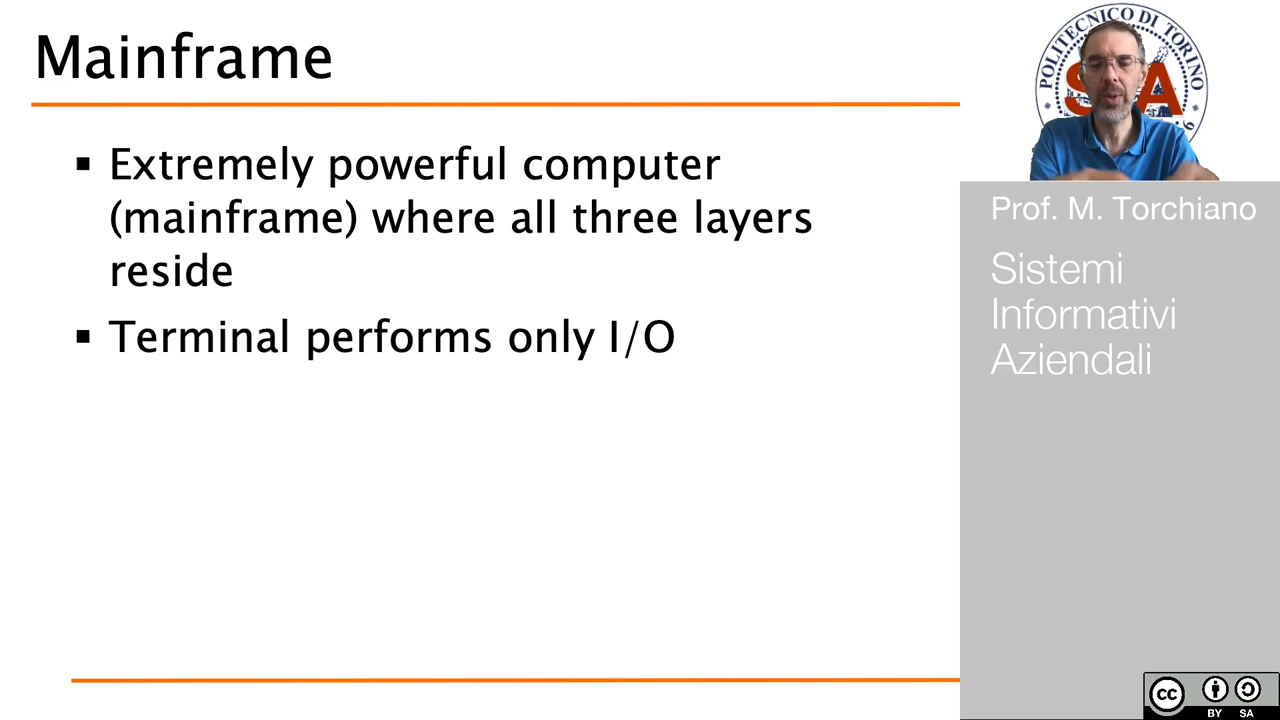 Mainframe
▪ Extremely powerful computer
(mainframe) where all three layers
reside
▪ Terminal performs only I/O
POLITECNICO DI TORINO
Prof. M. Torchiano
Sistemi
Informativi
Aziendali
cc
BY SA